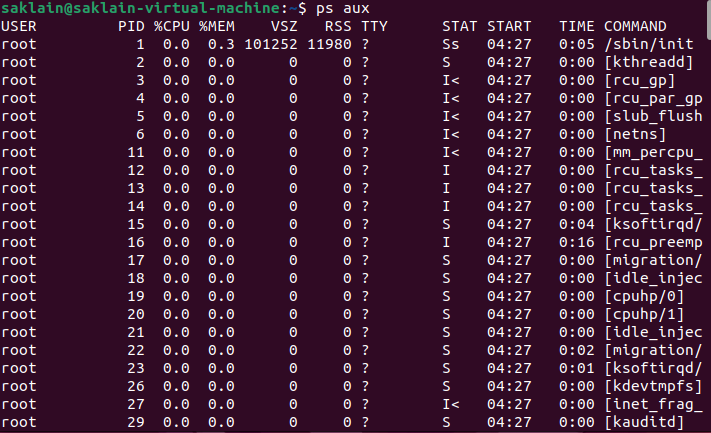 saklain@saklain-virtual-machine:~$ ps aux
USER PID %CPU %MEM VSZ RSS TTY STAT START TIME COMMAND
root 1 0.0 0.3 101252 11980 ? Ss 04:27 0:05 /sbin/init
root 2 0.0 0.0 0 0 ? S 04:27 0:00 [kthreadd]
root 3 0.0 0.0 0 0 ? I< 04:27 0:00 [rcu_gp]
root 4 0.0 0.0 0 0 ? I< 04:27 0:00 [rcu_par_gp
root 5 0.0 0.0 0 0 ? I< 04:27 0:00 [slub_flush
root 6 0.0 0.0 0 0 ? I< 04:27 0:00 [netns]
root 11 0.0 0.0 0 0 ? I< 04:27 0:00 [mm_percpu_
root 12 0.0 0.0 0 0 ? I 04:27 0:00 [rcu_tasks_
root 13 0.0 0.0 0 0 ? I 04:27 0:00 [rcu_tasks_
root 14 0.0 0.0 0 0 ? I 04:27 0:00 [rcu_tasks_
root 15 0.0 0.0 0 0 ? S 04:27 0:04 [ksoftirqd/
root 16 0.0 0.0 0 0 ? I 04:27 0:16 [rcu_preemp
root 17 0.0 0.0 0 0 ? S 04:27 0:00 [migration/
root 18 0.0 0.0 0 0 ? S 04:27 0:00 [idle_injec
root 19 0.0 0.0 0 0 ? S 04:27 0:00 [cpuhp/0]
root 20 0.0 0.0 0 0 ? S 04:27 0:00 [cpuhp/1]
root 21 0.0 0.0 0 0 ? S 04:27 0:00 [idle_injec
root 22 0.0 0.0 0 0 ? S 04:27 0:02 [migration/
root 23 0.0 0.0 0 0 ? S 04:27 0:01 [ksoftirqd/
root 26 0.0 0.0 0 0 ? S 04:27 0:00 [kdevtmpfs]
root 27 0.0 0.0 0 0 ? I< 04:27 0:00 [inet_frag_
root 29 0.0 0.0 0 0 ? S 04:27 0:00 [kauditd]